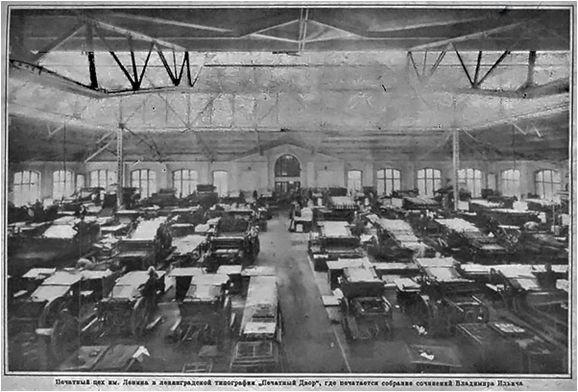 Печатный цех им. Ленина в ленинградской типографии „Печатный Двор“, где печатается собрание сочинений Владимира Ильича